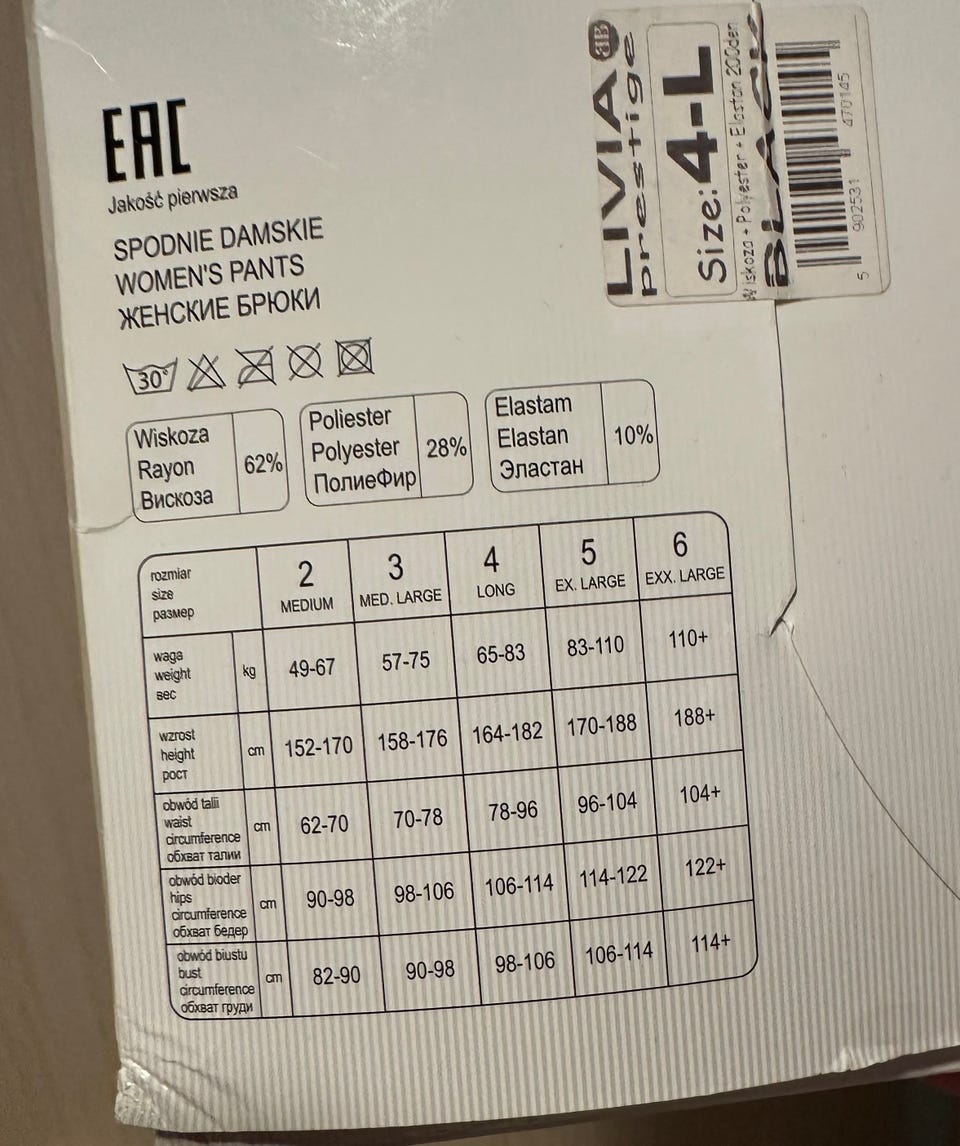 EAC
Jakość pierwsza
SPODNIE DAMSKIE
WOMEN'S PANTS
ЖЕНСКИЕ БРЮКИ
30°
Wiskoza
Rayon
Вискоза
62%
Poliester
Polyester
ПолиеФир
28%
Elastam
Elastan
Эластан
10%
LIVIA
prestige
Size: 4-L
Wiskoza + Polyester + Elastan 200den
BLACK
5 902531 470145
rozmiar
size
размер
2
MEDIUM
3
MED. LARGE
4
LONG
5
EX. LARGE
6
EXX. LARGE
waga
weight
вес
kg
49-67
57-75
65-83
83-110
110+
wzrost
height
рост
cm
152-170
158-176
164-182
170-188
188+
obwód talii
waist
circumference
обхват талии
cm
62-70
70-78
78-96
96-104
104+
obwód bioder
hips
circumference
обхват бедер
cm
90-98
98-106
106-114
114-122
122+
obwód biustu
bust
circumference
обхват груди
cm
82-90
90-98
98-106
106-114
114+